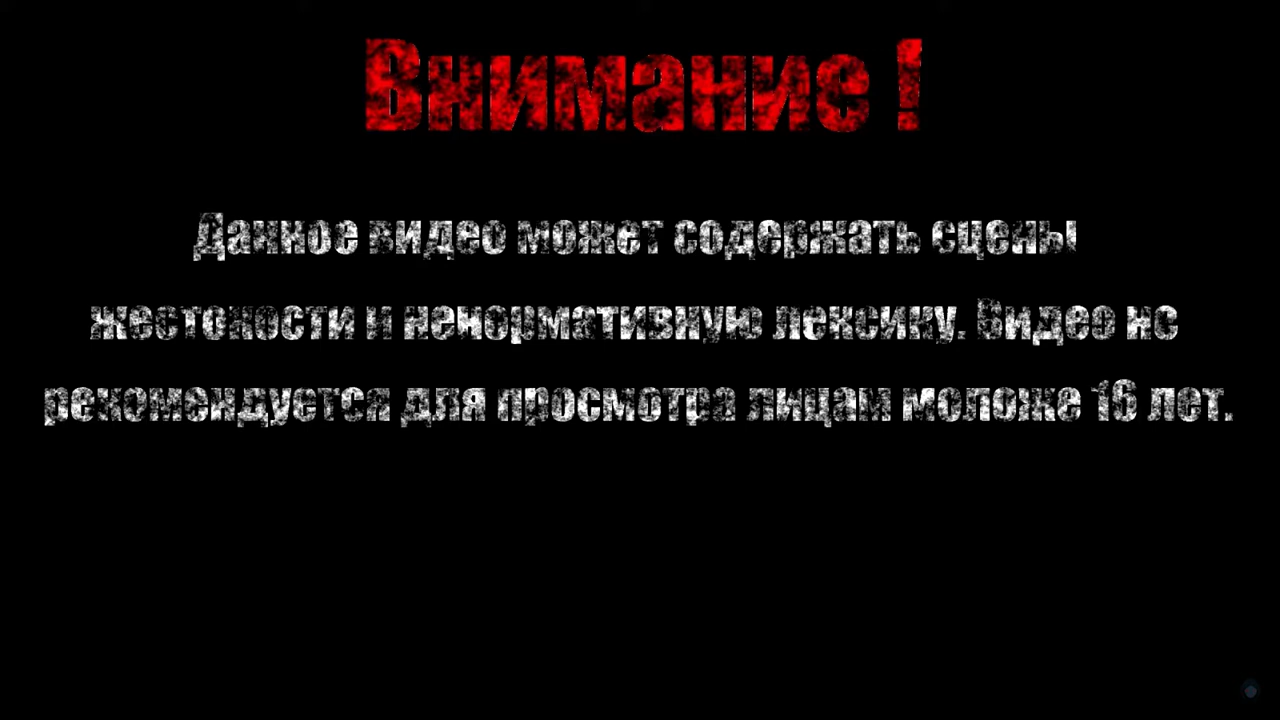 Внимание !
Данное видео может содержать сцены
жестокости и ненормативную лексику. Видео не
рекомендуется для просмотра лицам моложе 16 лет.